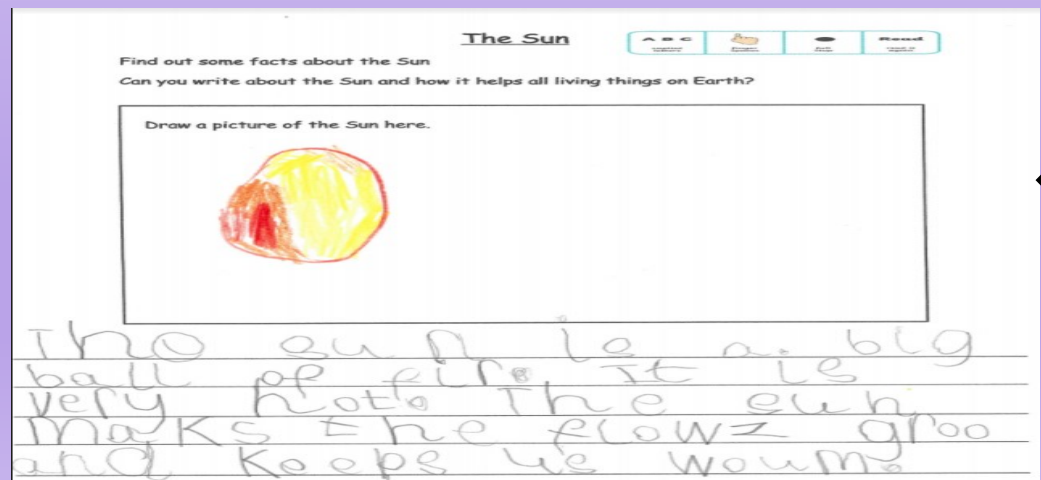 The Sun
A B C
Read
Find out some facts about the Sun
Can you write about the Sun and how it helps all living things on Earth?
Draw a picture of the Sun here.
The sun is a. big
ball of fire It is
very hot. The sun
maks the flowz groo
and keeps us woum.